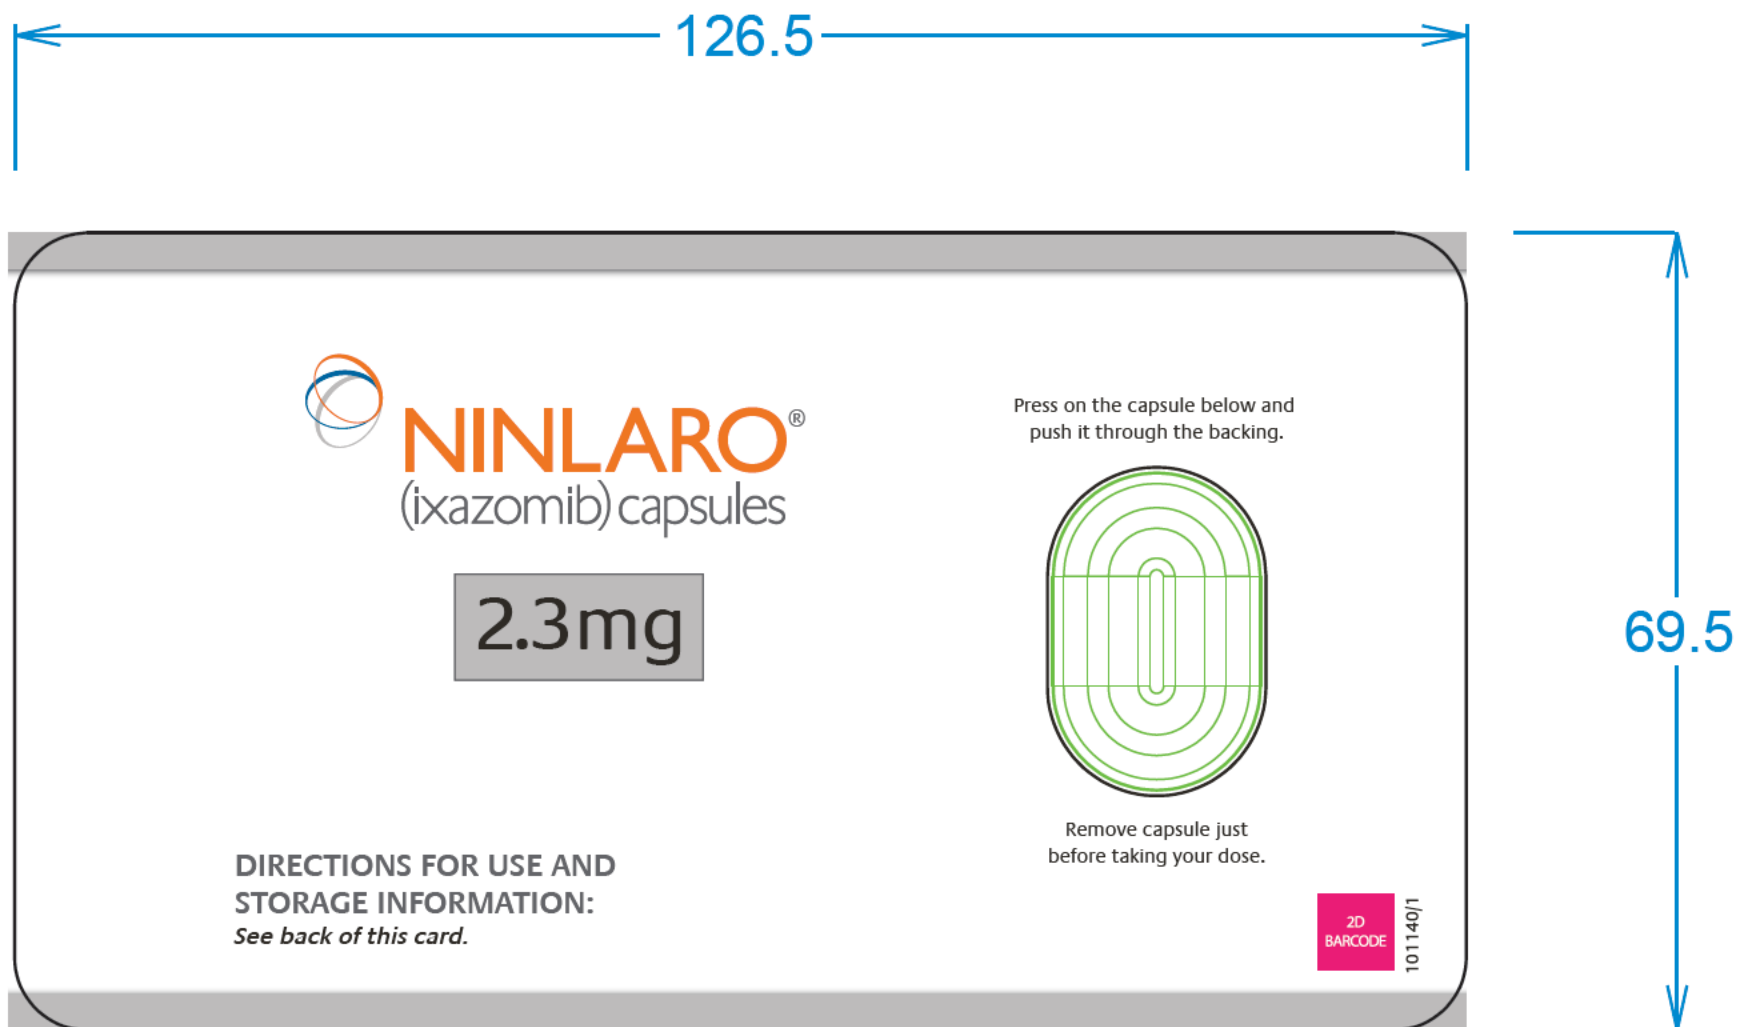 126.5
NINLARO®
(ixazomib) capsules
2.3mg
DIRECTIONS FOR USE AND
STORAGE INFORMATION:
See back of this card.
Press on the capsule below and
push it through the backing.
Remove capsule just
before taking your dose.
2D
BARCODE
101140/1
69.5